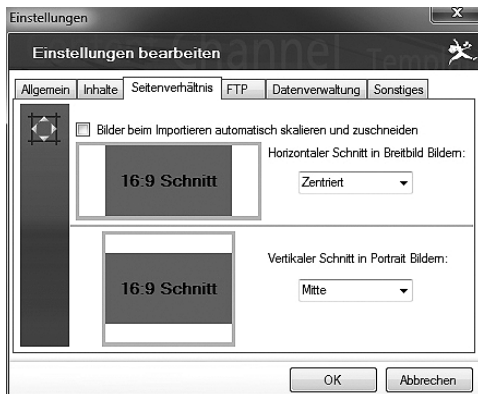 Einstellungen
X
Einstellungen bearbeiten
Allgemein Inhalte Seitenverhältnis FTP Datenverwaltung Sonstiges
Bilder beim Importieren automatisch skalieren und zuschneiden
Horizontaler Schnitt in Breitbild Bildern:
16:9 Schnitt
Zentriert
Vertikaler Schnitt in Portrait Bildern:
16:9 Schnitt
Mitte
OK Abbrechen